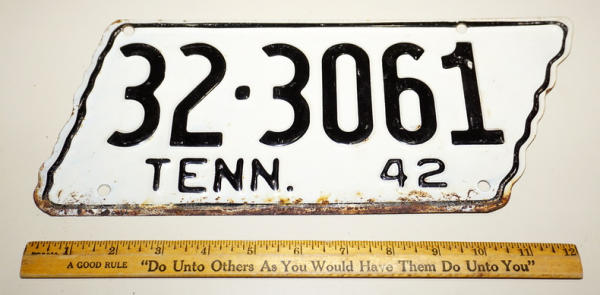 32·3061
TENN. 42
1 2 3 4 5 6 7 8 9 10 11 12
A GOOD RULE "Do Unto Others As You Would Have Them Do Unto You"